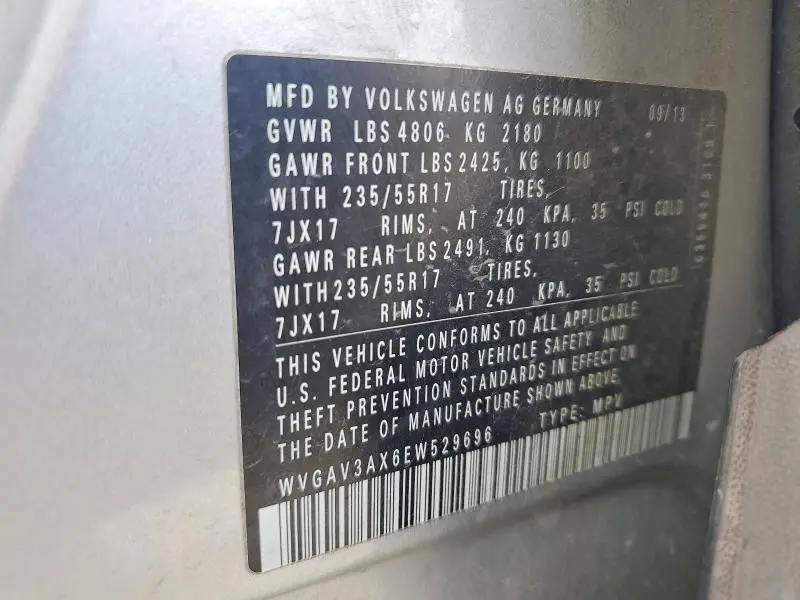 MFD BY VOLKSWAGEN AG GERMANY 09/13
GVWR LBS 4806 KG 2180
GAWR FRONT LBS 2425, KG 1100
WITH 235/55R17 TIRES,
7JX17 RIMS, AT 240 KPA, 35 PSI COLD
GAWR REAR LBS 2491, KG 1130
WITH 235/55R17 TIRES,
7JX17 RIMS, AT 240 KPA, 35 PSI COLD
THIS VEHICLE CONFORMS TO ALL APPLICABLE
U.S. FEDERAL MOTOR VEHICLE SAFETY AND
THEFT PREVENTION STANDARDS IN EFFECT ON
THE DATE OF MANUFACTURE SHOWN ABOVE.
WVGAV3AX6EW529696 TYPE: MPV